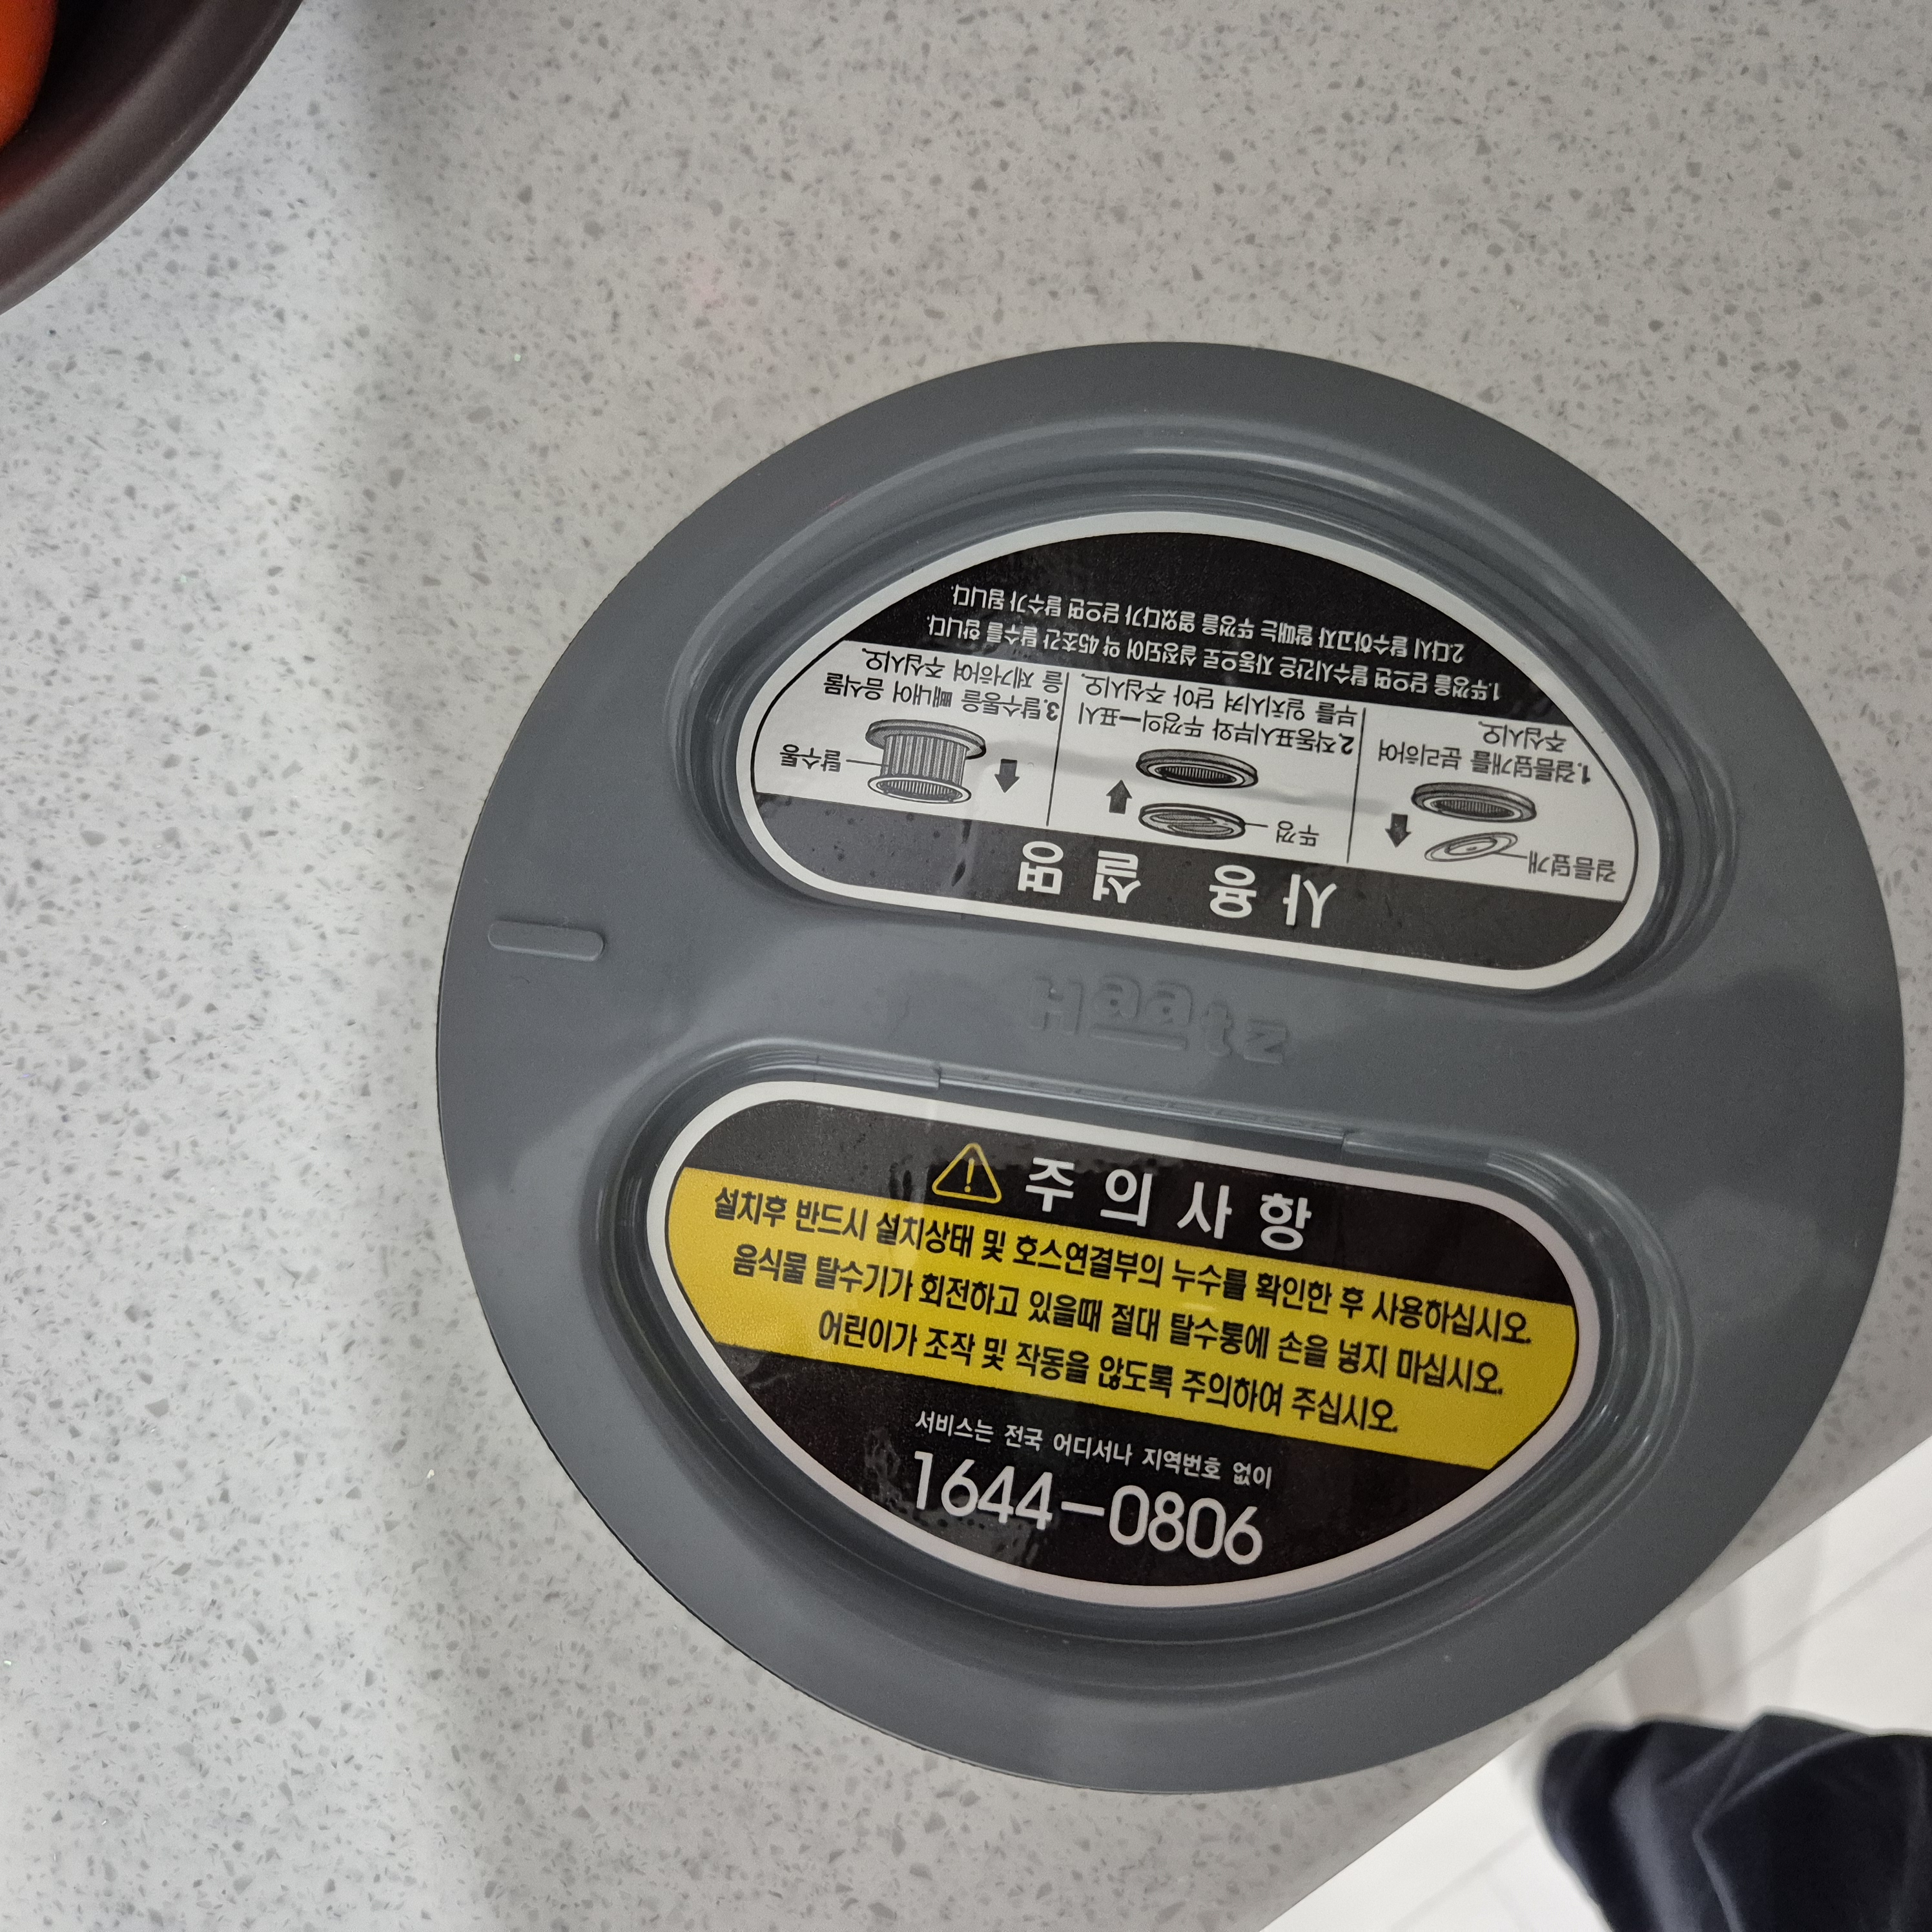 사용 설명
거름덮개
뚜껑
탈수통
1.거름덮개를 분리하여
주십시오.
2.작동표시부와 뚜껑의 ㅡ표시
부를 일치시켜 닫아 주십시오.
3.탈수통을 빼내어 음식물
을 제거하여 주십시오.
1.뚜껑을 닫으면 탈수시간은 자동으로 설정되어 약 45초간 탈수를 합니다.
2.다시 탈수하고자 할때는 뚜껑을 열었다가 닫으면 탈수가 됩니다.
Haatz
주의사항
설치후 반드시 설치상태 및 호스연결부의 누수를 확인한 후 사용하십시오.
음식물 탈수기가 회전하고 있을때 절대 탈수통에 손을 넣지 마십시오.
어린이가 조작 및 작동을 않도록 주의하여 주십시오.
서비스는 전국 어디서나 지역번호 없이
1644-0806